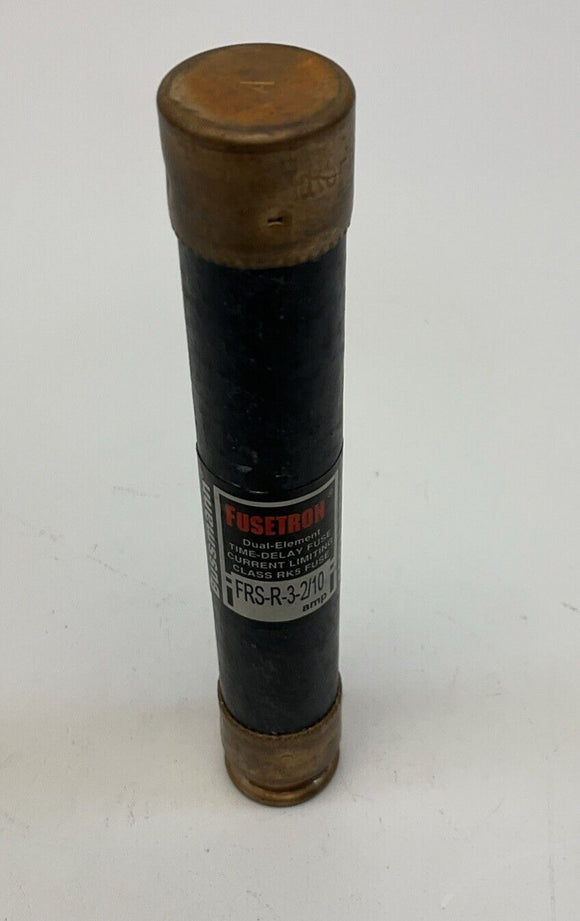 A
BUSSMANN
FUSETRON®
Dual-Element
TIME-DELAY FUSE
CURRENT LIMITING
CLASS RK5 FUSE
FRS-R-3-2/10
amp